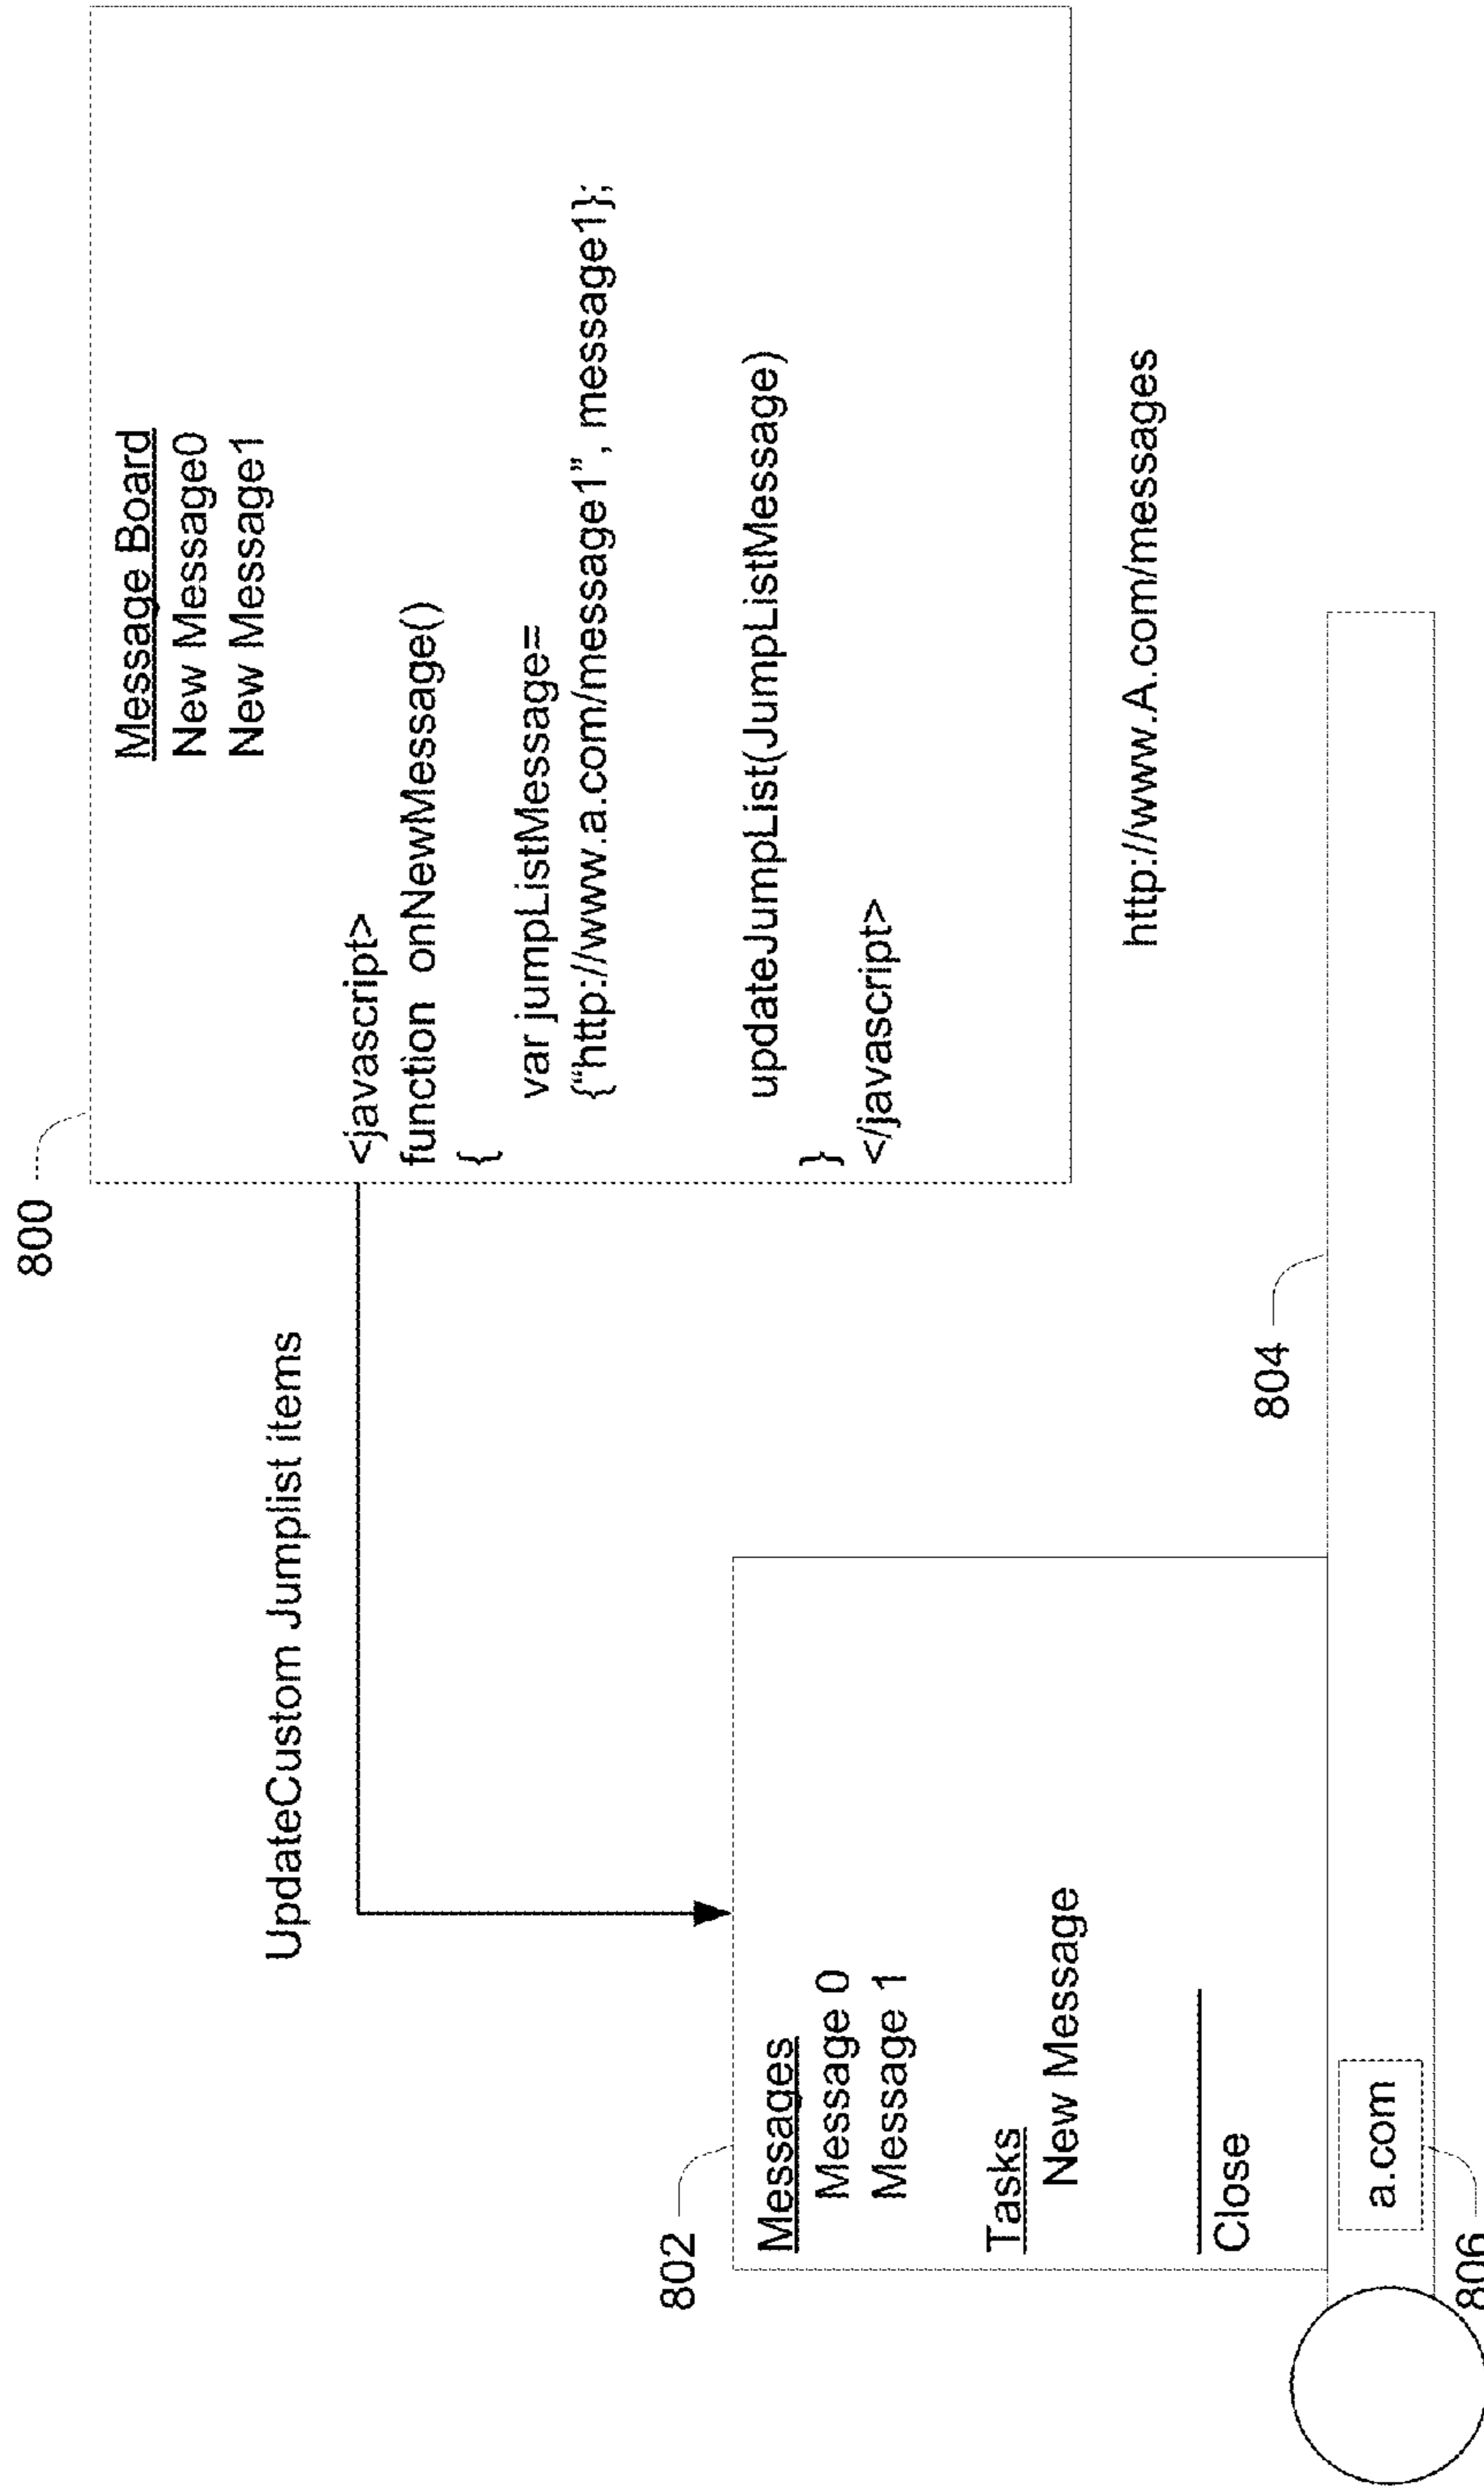 800
Message Board
New Message0
New Message1
<javascript>
function onNewMessage()
{
var jumpListMessage=
{“http://www.a.com/message1”, message1};
updateJumpList(JumpListMessage)
}
</javascript>
http://www.A.com/messages
UpdateCustom Jumplist items
802
Messages
Message 0
Message 1
Tasks
New Message
Close
804
a.com
806